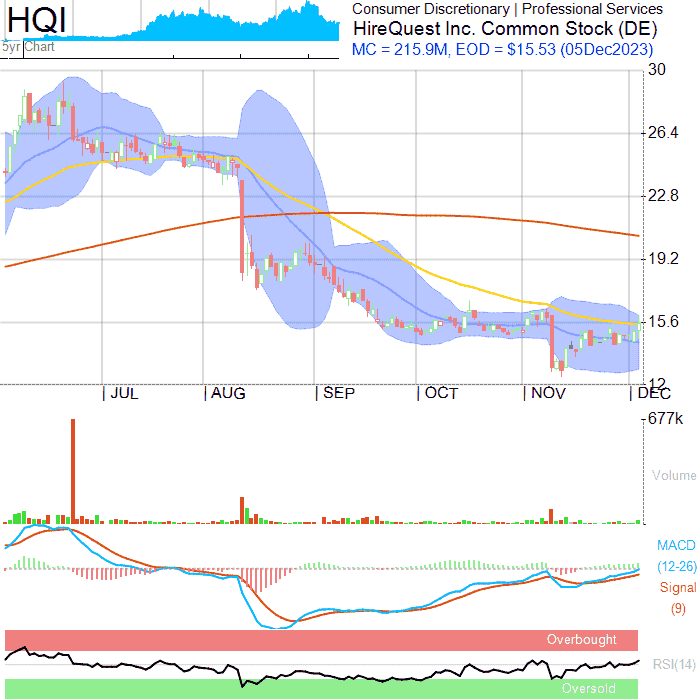 HQI
5yr Chart
Consumer Discretionary | Professional Services
HireQuest Inc. Common Stock (DE)
MC = 215.9M, EOD = $15.53 (05Dec2023)
30
26.4
22.8
19.2
15.6
12
JUL AUG SEP OCT NOV DEC
677k
Volume
MACD
(12-26)
Signal
(9)
Overbought
RSI(14)
Oversold